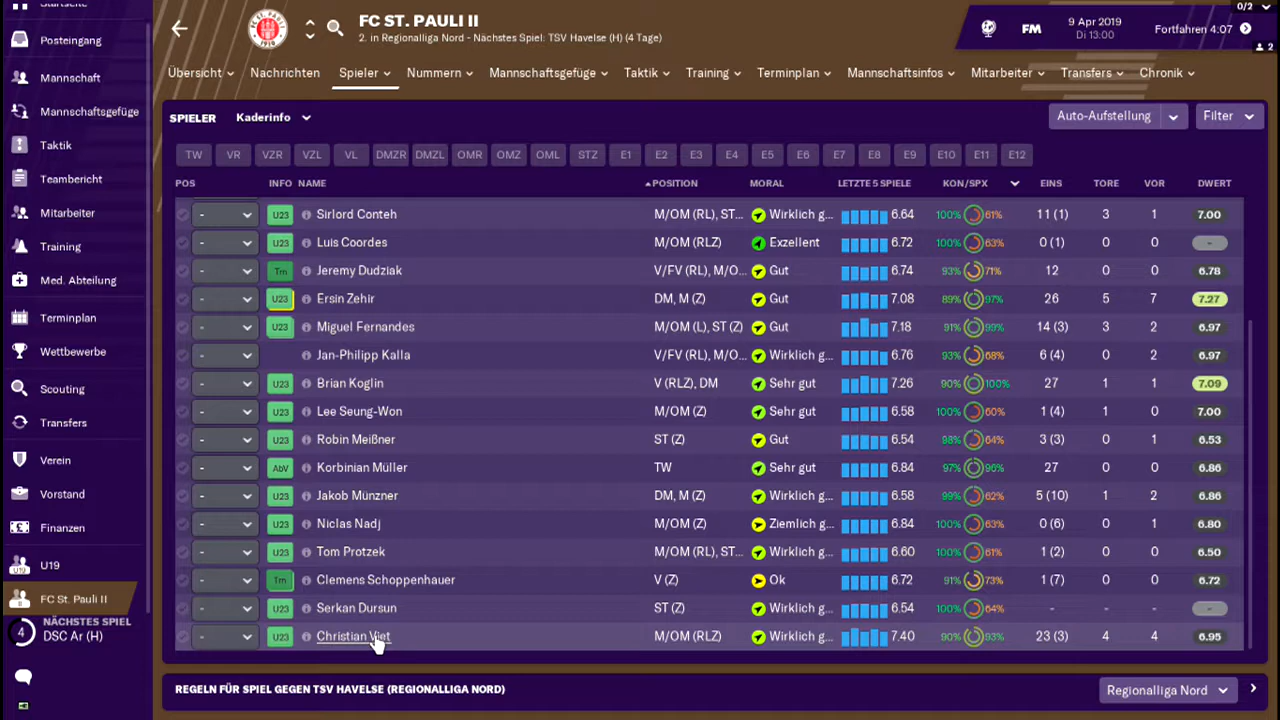 Startseite
Posteingang
Mannschaft
Mannschaftsgefüge
Taktik
Teambericht
Mitarbeiter
Training
Med. Abteilung
Terminplan
Wettbewerbe
Scouting
Transfers
Verein
Vorstand
Finanzen
U19 U19
II FC St. Pauli II
4 NÄCHSTES SPIEL
DSC Ar (H)
FC ST. PAULI II
2. in Regionalliga Nord - Nächstes Spiel: TSV Havelse (H) (4 Tage)
0/2
FM 9 Apr 2019
Di 13:00
Fortfahren 4:07
2
Übersicht Nachrichten Spieler Nummern Mannschaftsgefüge Taktik Training Terminplan Mannschaftsinfos Mitarbeiter Transfers Chronik
SPIELER Kaderinfo Auto-Aufstellung Filter
TW VR VZR VZL VL DMZR DMZL OMR OMZ OML STZ E1 E2 E3 E4 E5 E6 E7 E8 E9 E10 E11 E12
POS INFO NAME POSITION MORAL LETZTE 5 SPIELE KON/SPX EINS TORE VOR DWERT
- U23 Sirlord Conteh M/OM (RL), ST... Wirklich g... 6.64 100% 61% 11 (1) 3 1 7.00
- U23 Luis Coordes M/OM (RLZ) Exzellent 6.72 100% 63% 0 (1) 0 0 -
- Tm Jeremy Dudziak V/FV (RL), M/O... Gut 6.74 93% 71% 12 0 0 6.78
- U23 Ersin Zehir DM, M (Z) Gut 7.08 89% 97% 26 5 7 7.27
- U23 Miguel Fernandes M/OM (L), ST (Z) Gut 7.18 91% 99% 14 (3) 3 2 6.97
- Jan-Philipp Kalla V/FV (RL), M/O... Wirklich g... 6.76 93% 68% 6 (4) 0 2 6.97
- U23 Brian Koglin V (RLZ), DM Sehr gut 7.26 90% 100% 27 1 1 7.09
- U23 Lee Seung-Won M/OM (Z) Sehr gut 6.58 100% 60% 1 (4) 1 0 7.00
- U23 Robin Meißner ST (Z) Gut 6.54 98% 64% 3 (3) 0 1 6.53
- AbV Korbinian Müller TW Sehr gut 6.84 97% 96% 27 0 0 6.86
- U23 Jakob Münzner DM, M (Z) Wirklich g... 6.58 99% 62% 5 (10) 1 2 6.86
- U23 Niclas Nadj M/OM (Z) Ziemlich g... 6.84 100% 63% 0 (6) 0 1 6.80
- U23 Tom Protzek M/OM (RL), ST... Wirklich g... 6.60 100% 61% 1 (2) 1 0 6.50
- Tm Clemens Schoppenhauer V (Z) Ok 6.72 91% 73% 1 (7) 0 0 6.72
- U23 Serkan Dursun ST (Z) Wirklich g... 6.54 100% 64% - - - -
- U23 Christian Viet M/OM (RLZ) Wirklich g... 7.40 90% 93% 23 (3) 4 4 6.95
REGELN FÜR SPIEL GEGEN TSV HAVELSE (REGIONALLIGA NORD) Regionalliga Nord